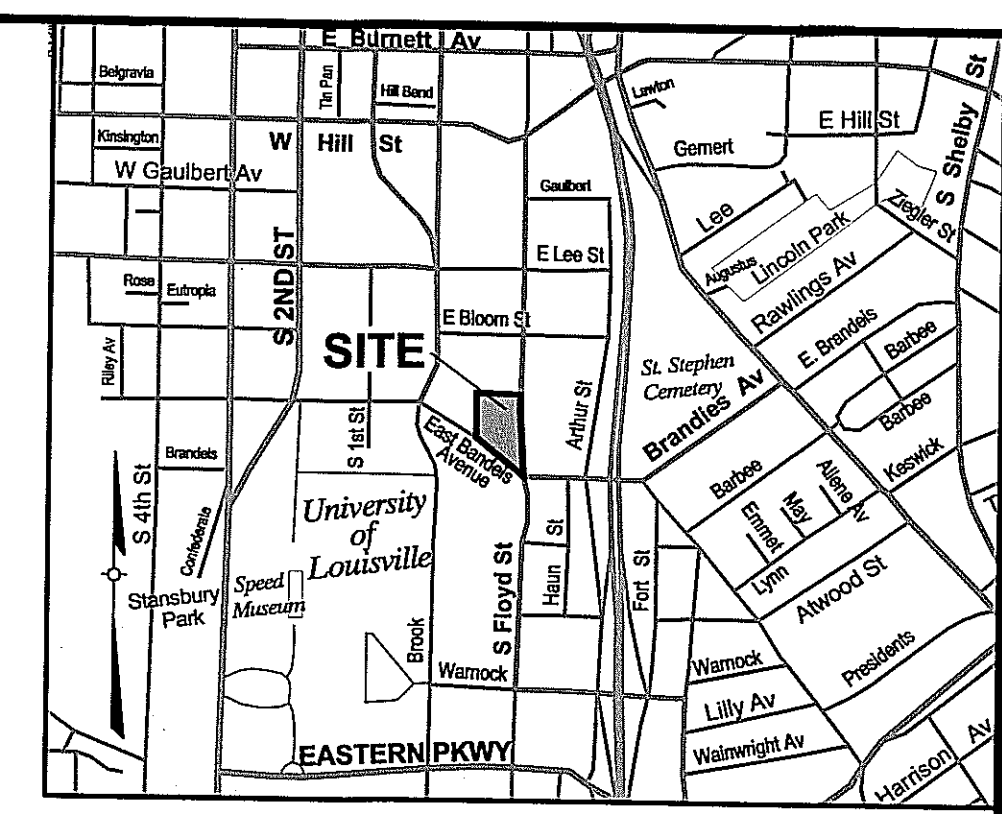 E Burnett Av
Belgravia
Tin Pan
Hill Bend
Lawton
E Hill St
S Shelby St
Kinsington
W Hill St
Gemert
W Gaulbert Av
Gaulbert
Lee
Lincoln Park
Ziegler St
S 2ND ST
E Lee St
Augustus
Rawlings Av
Rose
Eutropia
E Bloom St
E. Brandeis
Barbee
Riley Av
SITE
St. Stephen
Cemetery
Arthur St
Brandies Av
Barbee
S 1st St
East Bandeis
Avenue
Keswick
Brandeis
Barbee
Allene Av
May
Emmet
S 4th St
Confederate
University
of
Louisville
S Floyd St
Haun St
Fort St
Lynn
Atwood St
Stansbury
Park
Speed
Museum
Brook
Warnock
Warnock
Presidents
Lilly Av
EASTERN PKWY
Wainwright Av
Harrison Av